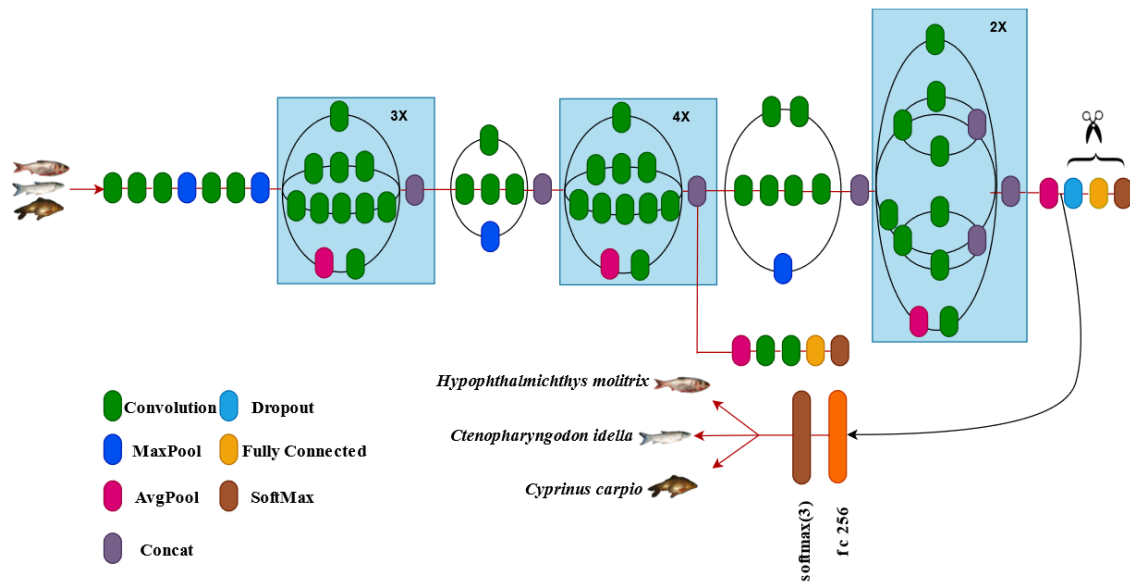 2X
3X
4X
Hypophthalmichthys molitrix
Ctenopharyngodon idella
Cyprinus carpio
softmax(3)
fc 256
Convolution
Dropout
MaxPool
Fully Connected
AvgPool
SoftMax
Concat